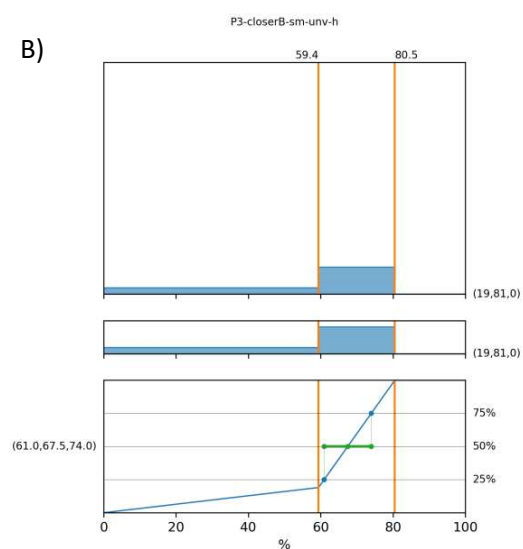 P3-closerB-sm-unv-h
B)
59.4 80.5
(19,81,0)
(19,81,0)
75%
(61.0,67.5,74.0) 50%
25%
0 20 40 60 80 100
%